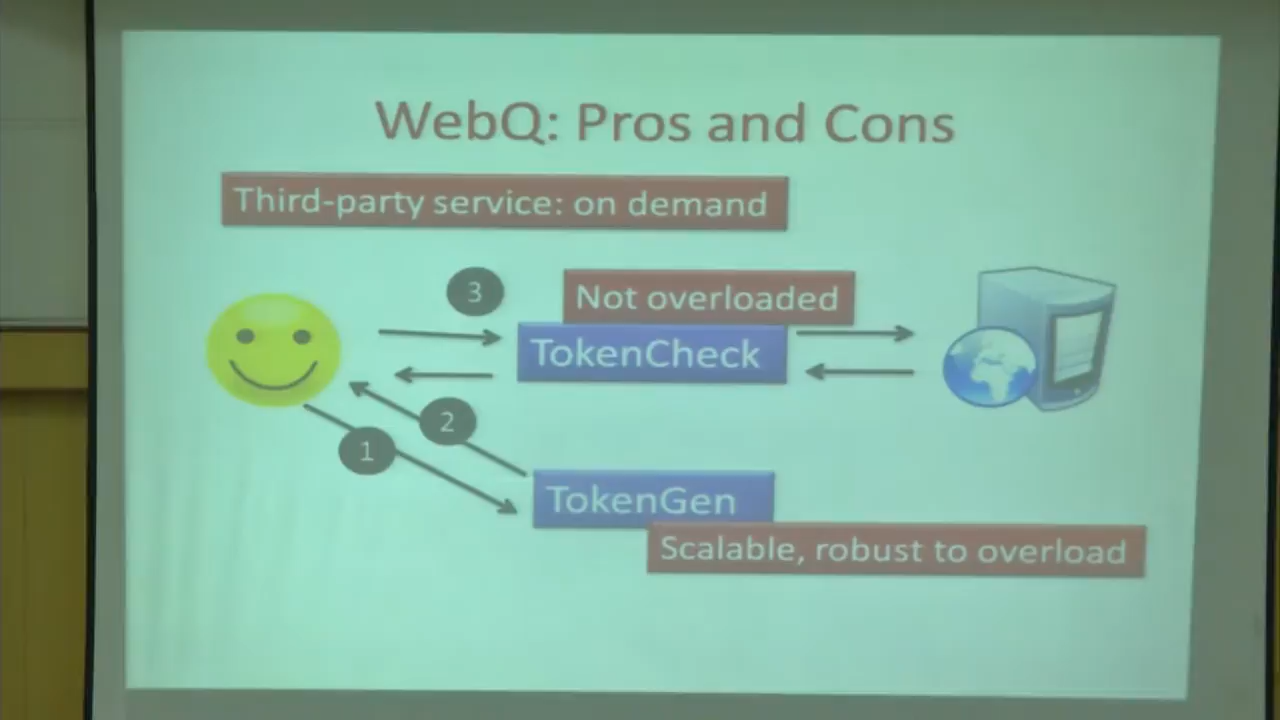 WebQ: Pros and Cons
Third-party service: on demand
3
Not overloaded
TokenCheck
2
1
TokenGen
Scalable, robust to overload